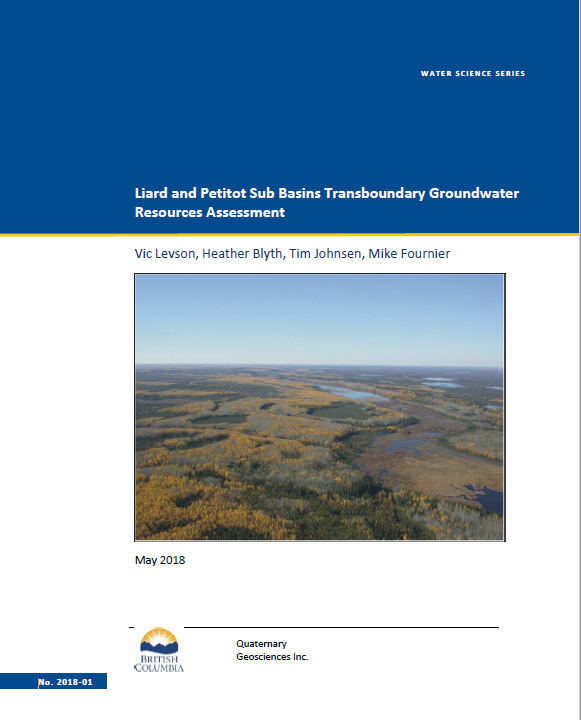 WATER SCIENCE SERIES
Liard and Petitot Sub Basins Transboundary Groundwater
Resources Assessment
Vic Levson, Heather Blyth, Tim Johnsen, Mike Fournier
May 2018
BRITISH
COLUMBIA
Quaternary
Geosciences Inc.
No. 2018-01